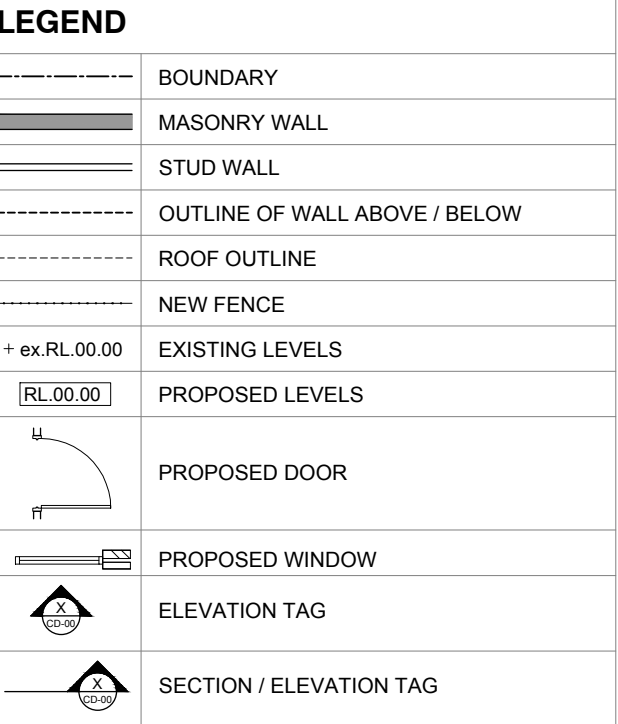 LEGEND
BOUNDARY
MASONRY WALL
STUD WALL
OUTLINE OF WALL ABOVE / BELOW
ROOF OUTLINE
NEW FENCE
+ ex.RL.00.00 EXISTING LEVELS
RL.00.00 PROPOSED LEVELS
PROPOSED DOOR
PROPOSED WINDOW
X
CD-00
ELEVATION TAG
X
CD-00
SECTION / ELEVATION TAG